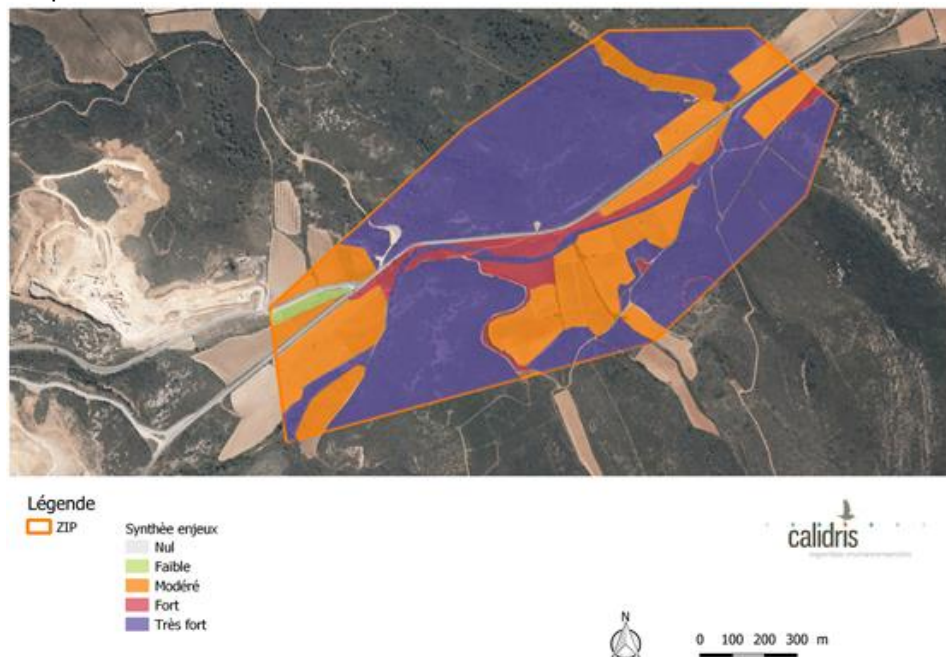 Légende
ZIP
Synthèe enjeux
Nul
Faible
Modéré
Fort
Très fort
calidris
N
0 100 200 300 m